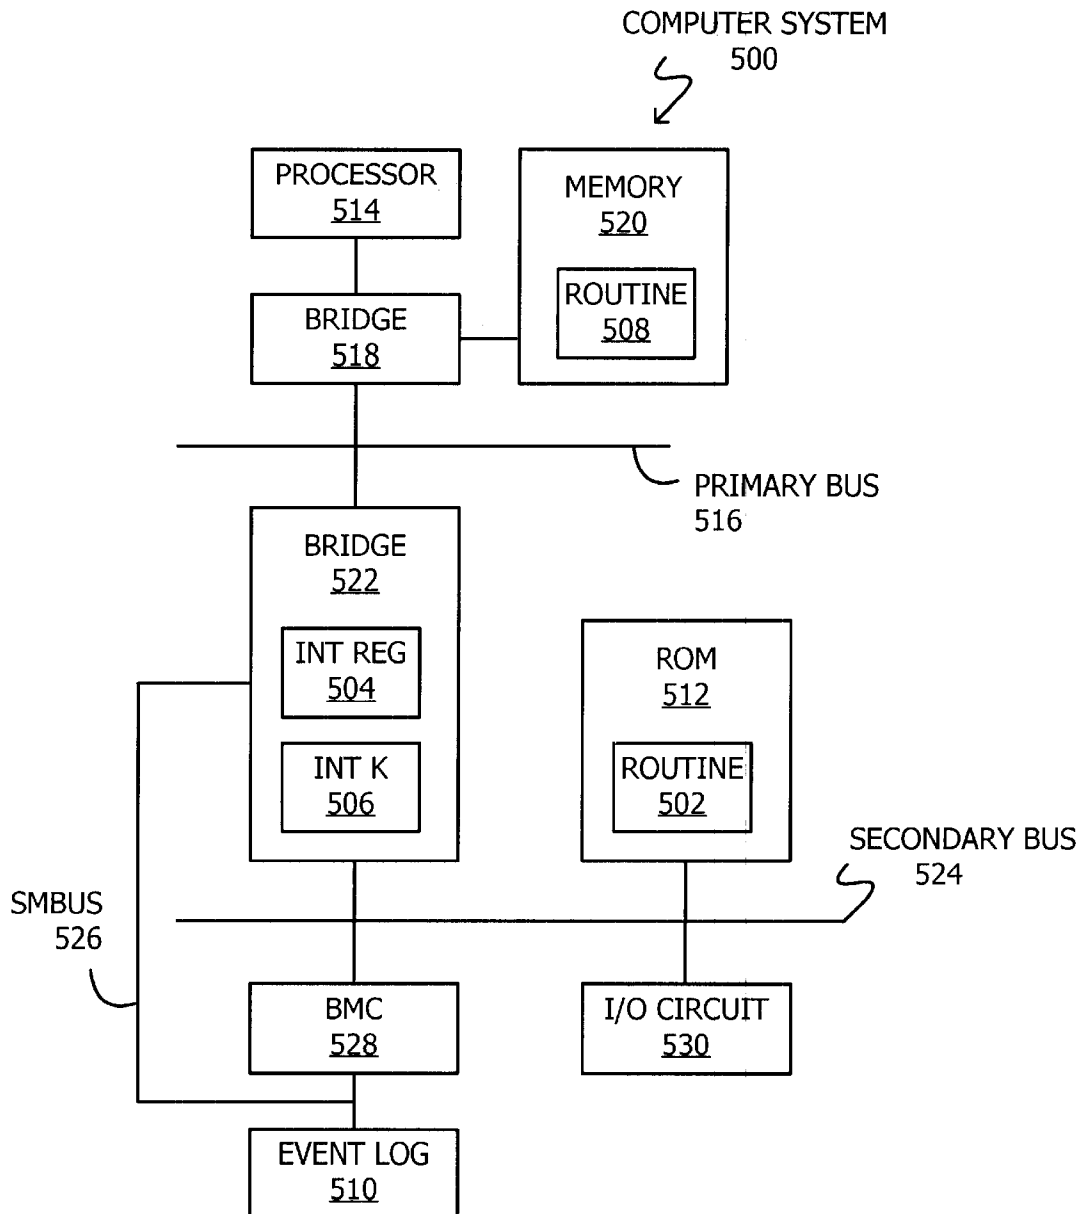 COMPUTER SYSTEM
500
PROCESSOR
514
MEMORY
520
ROUTINE
508
BRIDGE
518
PRIMARY BUS
516
BRIDGE
522
INT REG
504
INT K
506
ROM
512
ROUTINE
502
SECONDARY BUS
524
SMBUS
526
BMC
528
I/O CIRCUIT
530
EVENT LOG
510